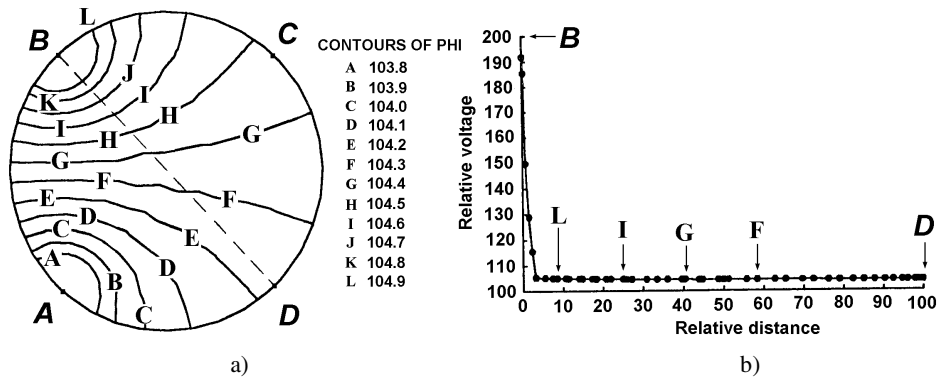 L
B
C
J
K
I
I
H
H
G
G
F
F
E
D
C
E
A
B
D
C
A
D
CONTOURS OF PHI
A 103.8
B 103.9
C 104.0
D 104.1
E 104.2
F 104.3
G 104.4
H 104.5
I 104.6
J 104.7
K 104.8
L 104.9
a)
Relative voltage
200
190
180
170
160
150
140
130
120
110
100
B
L
I
G
F
D
0 10 20 30 40 50 60 70 80 90 100
Relative distance
b)